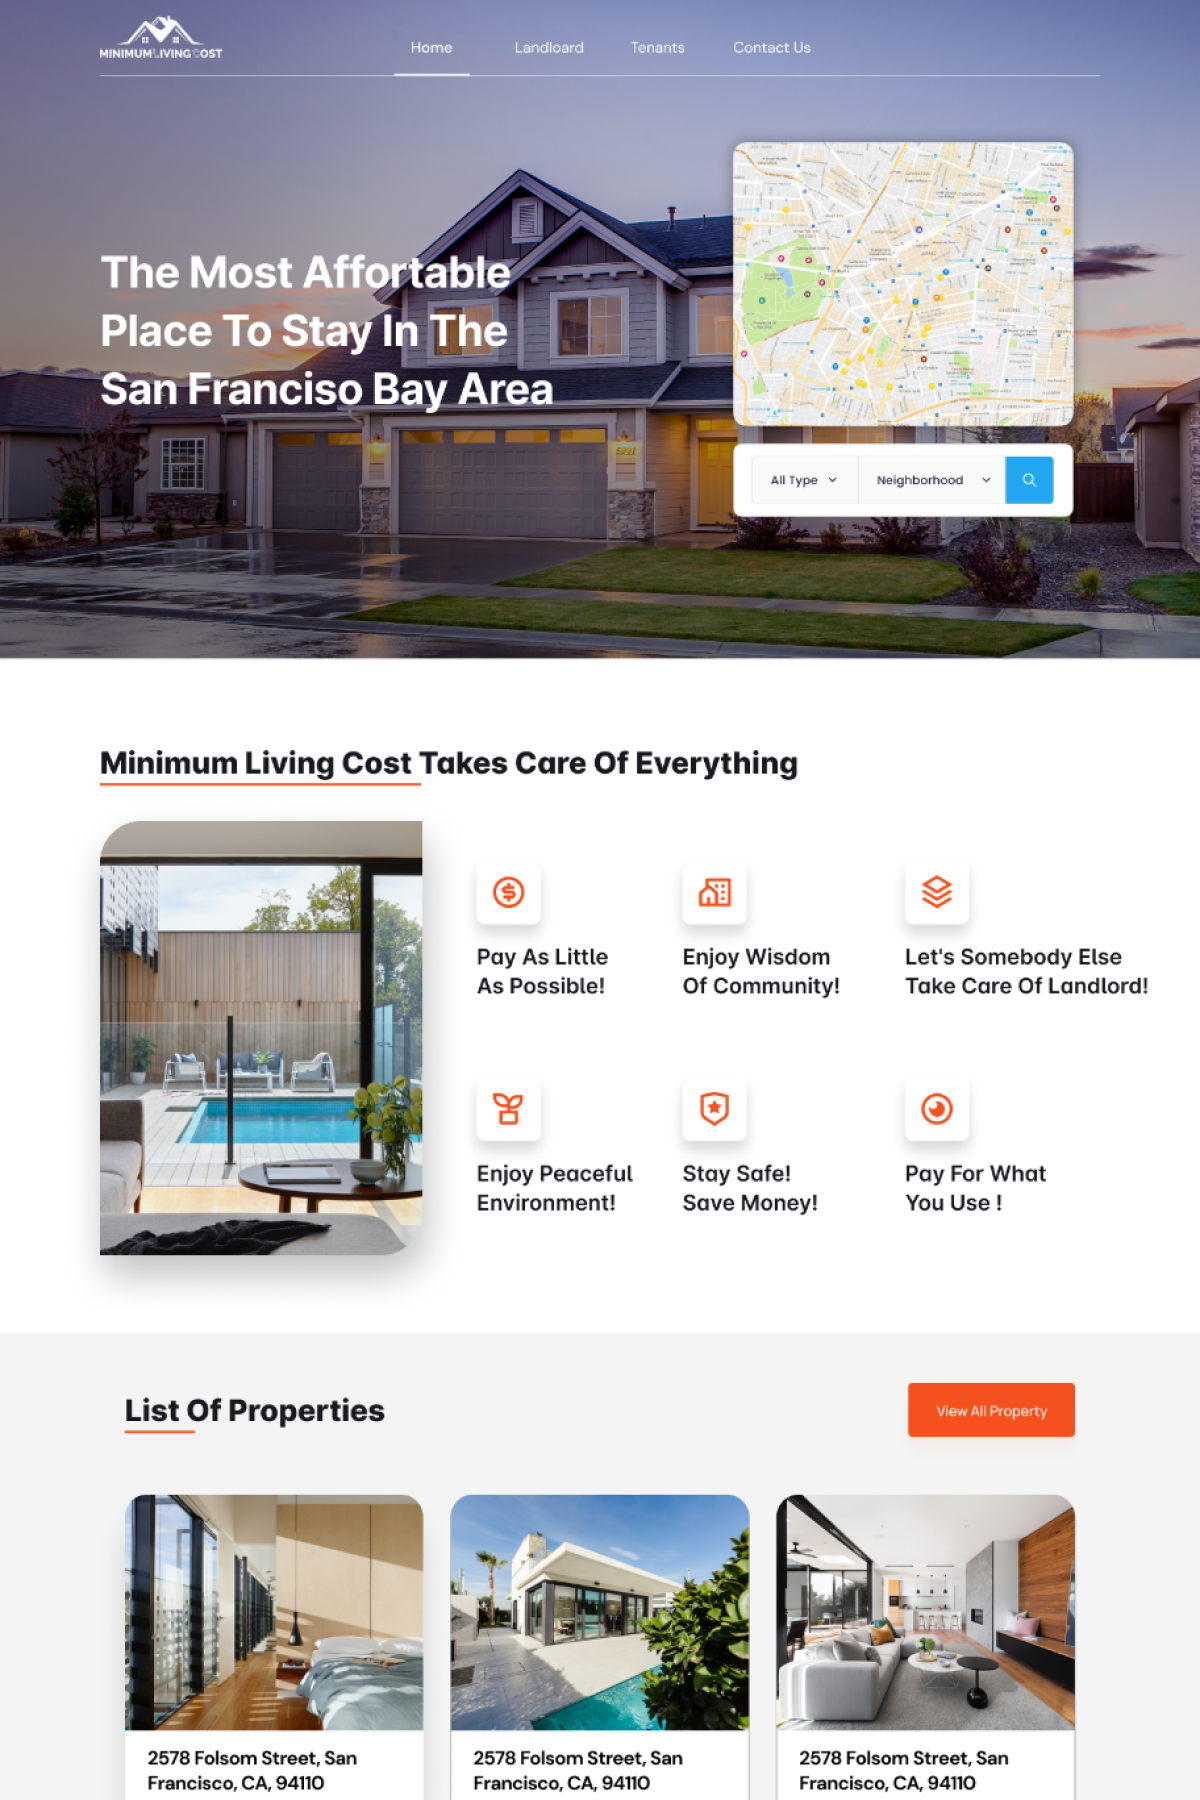 MINIMUM LIVING COST
Home
Landloard
Tenants
Contact Us
The Most Affortable
Place To Stay In The
San Franciso Bay Area
All Type
Neighborhood
Minimum Living Cost Takes Care Of Everything
Pay As Little
As Possible!
Enjoy Wisdom
Of Community!
Let's Somebody Else
Take Care Of Landlord!
Enjoy Peaceful
Environment!
Stay Safe!
Save Money!
Pay For What
You Use !
List Of Properties
View All Property
2578 Folsom Street, San
Francisco, CA, 94110
2578 Folsom Street, San
Francisco, CA, 94110
2578 Folsom Street, San
Francisco, CA, 94110